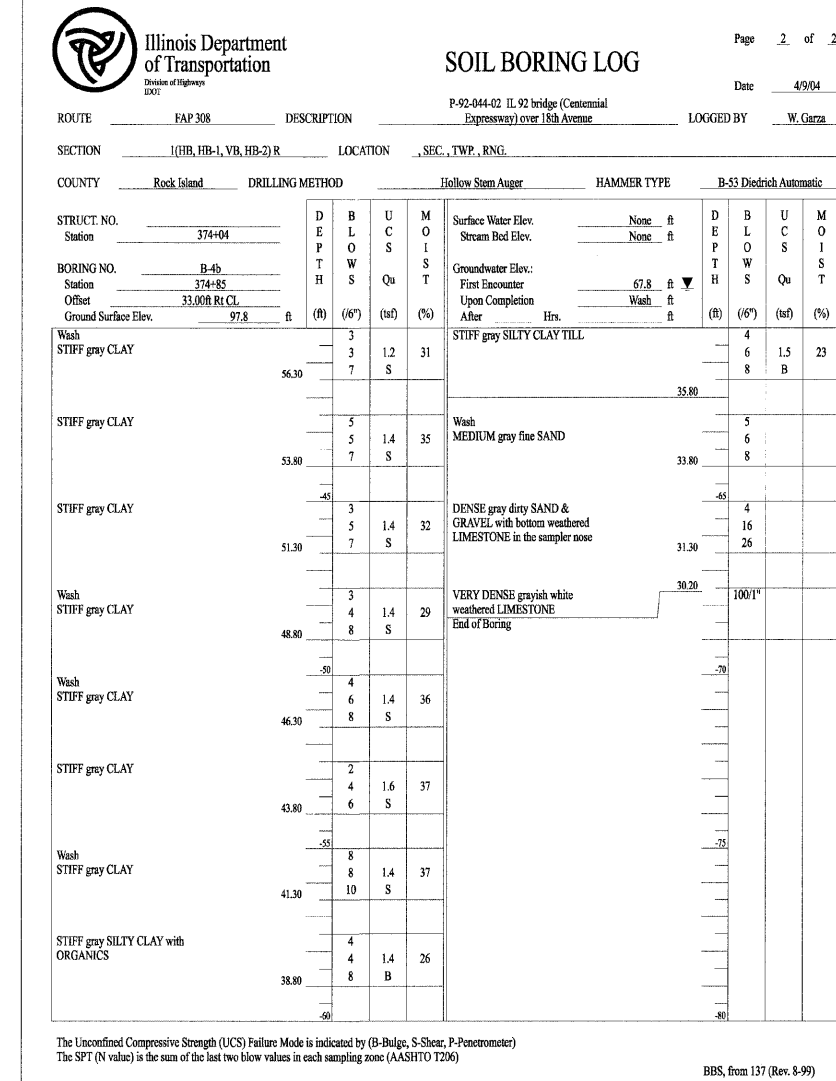 Illinois Department
of Transportation
Division of Highways
IDOT
SOIL BORING LOG
Page 2 of 2
Date 4/9/04
ROUTE FAP 308 DESCRIPTION P-92-044-02 IL 92 bridge (Centennial
Expressway) over 18th Avenue LOGGED BY W. Garza
SECTION 1(HB, HB-1, VB, HB-2) R LOCATION , SEC. , TWP. , RNG.
COUNTY Rock Island DRILLING METHOD Hollow Stem Auger HAMMER TYPE B-53 Diedrich Automatic
STRUCT. NO.
Station 374+04
BORING NO. B-4b
Station 374+85
Offset 33.00ft Rt CL
Ground Surface Elev. 97.8 ft
DEPTH (ft)
BLOWS (/6")
UCS Qu (tsf)
MOIST (%)
Surface Water Elev. None ft
Stream Bed Elev. None ft
Groundwater Elev.:
First Encounter 67.8 ft ▼
Upon Completion Wash ft
After Hrs. ft
DEPTH (ft)
BLOWS (/6")
UCS Qu (tsf)
MOIST (%)
Wash 3
STIFF gray CLAY 3 1.2 31
56.30 7 S
STIFF gray CLAY 5
5 1.4 35
53.80 7 S
-45
STIFF gray CLAY 3
5 1.4 32
51.30 7 S
Wash 3
STIFF gray CLAY 4 1.4 29
48.80 8 S
-50
Wash 4
STIFF gray CLAY 6 1.4 36
46.30 8 S
STIFF gray CLAY 2
4 1.6 37
43.80 6 S
-55
Wash 8
STIFF gray CLAY 8 1.4 37
41.30 10 S
STIFF gray SILTY CLAY with 4
ORGANICS 4 1.4 26
38.80 8 B
-60
STIFF gray SILTY CLAY TILL 4
6 1.5 23
8 B
35.80
Wash 5
MEDIUM gray fine SAND 6
33.80 8
-65
DENSE gray dirty SAND & 4
GRAVEL with bottom weathered 16
LIMESTONE in the sampler nose 26
31.30
30.20
VERY DENSE grayish white 100/1"
weathered LIMESTONE
End of Boring
-70
-75
-80
The Unconfined Compressive Strength (UCS) Failure Mode is indicated by (B-Bulge, S-Shear, P-Penetrometer)
The SPT (N value) is the sum of the last two blow values in each sampling zone (AASHTO T206)
BBS, from 137 (Rev. 8-99)